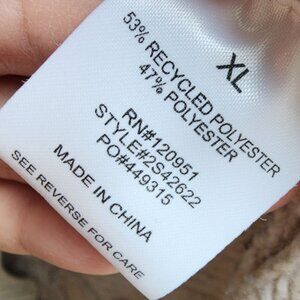 XL
53% RECYCLED POLYESTER
47% POLYESTER
RN#120951
STYLE#2S42622
PO#449315
MADE IN CHINA
SEE REVERSE FOR CARE